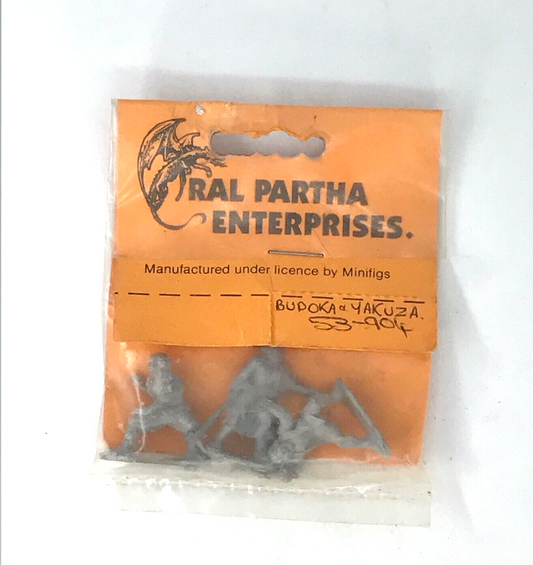 RAL PARTHA
ENTERPRISES.
Manufactured under licence by Minifigs
BUDOKA & YAKUZA.
53-904